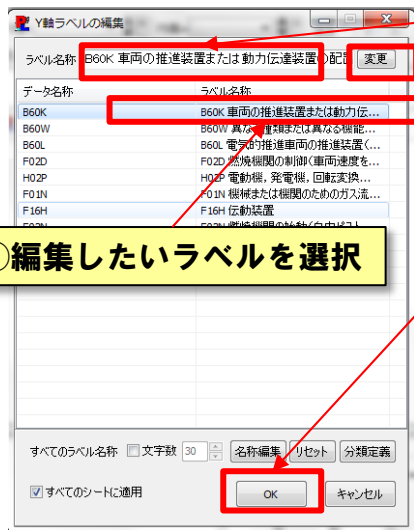 Y軸ラベルの編集
ラベル名称 B60K 車両の推進装置または動力伝達装置の配 変更
データ名称 ラベル名称
B60K B60K 車両の推進装置または動力伝...
B60W B60W 異なる種類または異なる機能...
B60L B60L 電気的推進車両の推進装置(...
F02D F02D 燃焼機関の制御(車両速度を...
H02P H02P 電動機,発電機,回転変換...
F01N F01N 機械または機関のためのガス流...
F16H F16H 伝動装置
編集したいラベルを選択
すべてのラベル名称 文字数 30 名称編集 リセット 分類定義
すべてのシートに適用 OK キャンセル